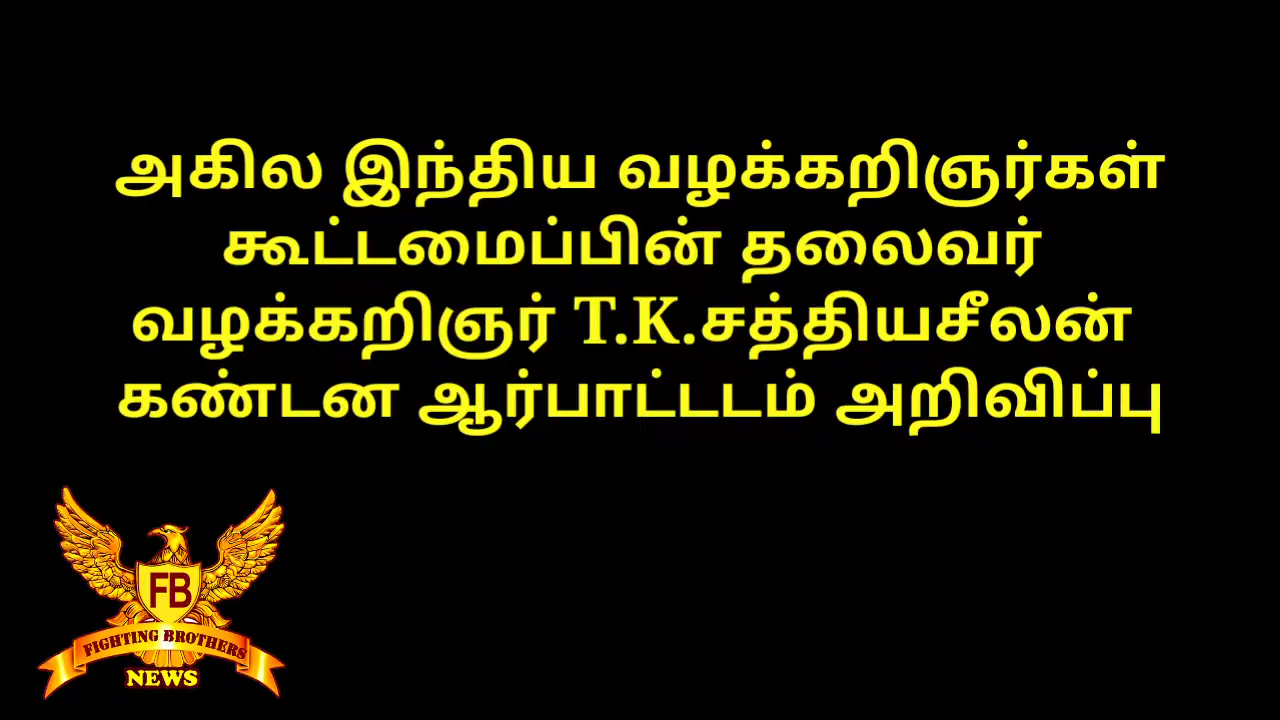 அகில இந்திய வழக்கறிஞர்கள்
கூட்டமைப்பின் தலைவர்
வழக்கறிஞர் T.K.சத்தியசீலன்
கண்டன ஆர்பாட்டடம் அறிவிப்பு
FB
FIGHTING BROTHERS
NEWS